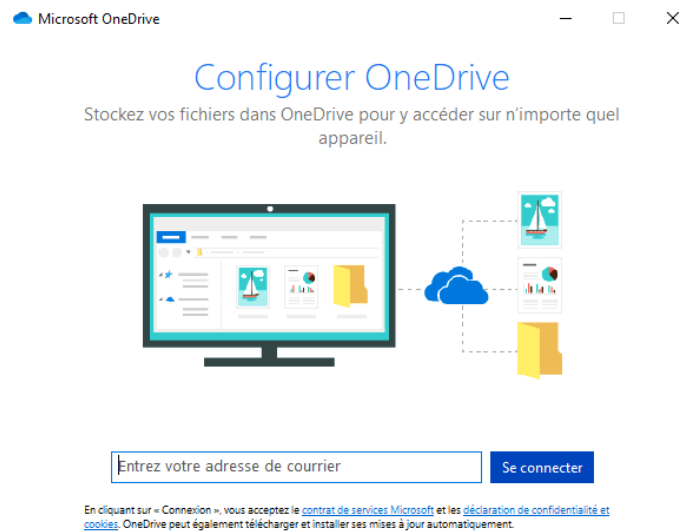 Microsoft OneDrive
Configurer OneDrive
Stockez vos fichiers dans OneDrive pour y accéder sur n'importe quel
appareil.
Entrez votre adresse de courrier
Se connecter
En cliquant sur « Connexion », vous acceptez le contrat de services Microsoft et les déclaration de confidentialité et
cookies. OneDrive peut également télécharger et installer ses mises à jour automatiquement.